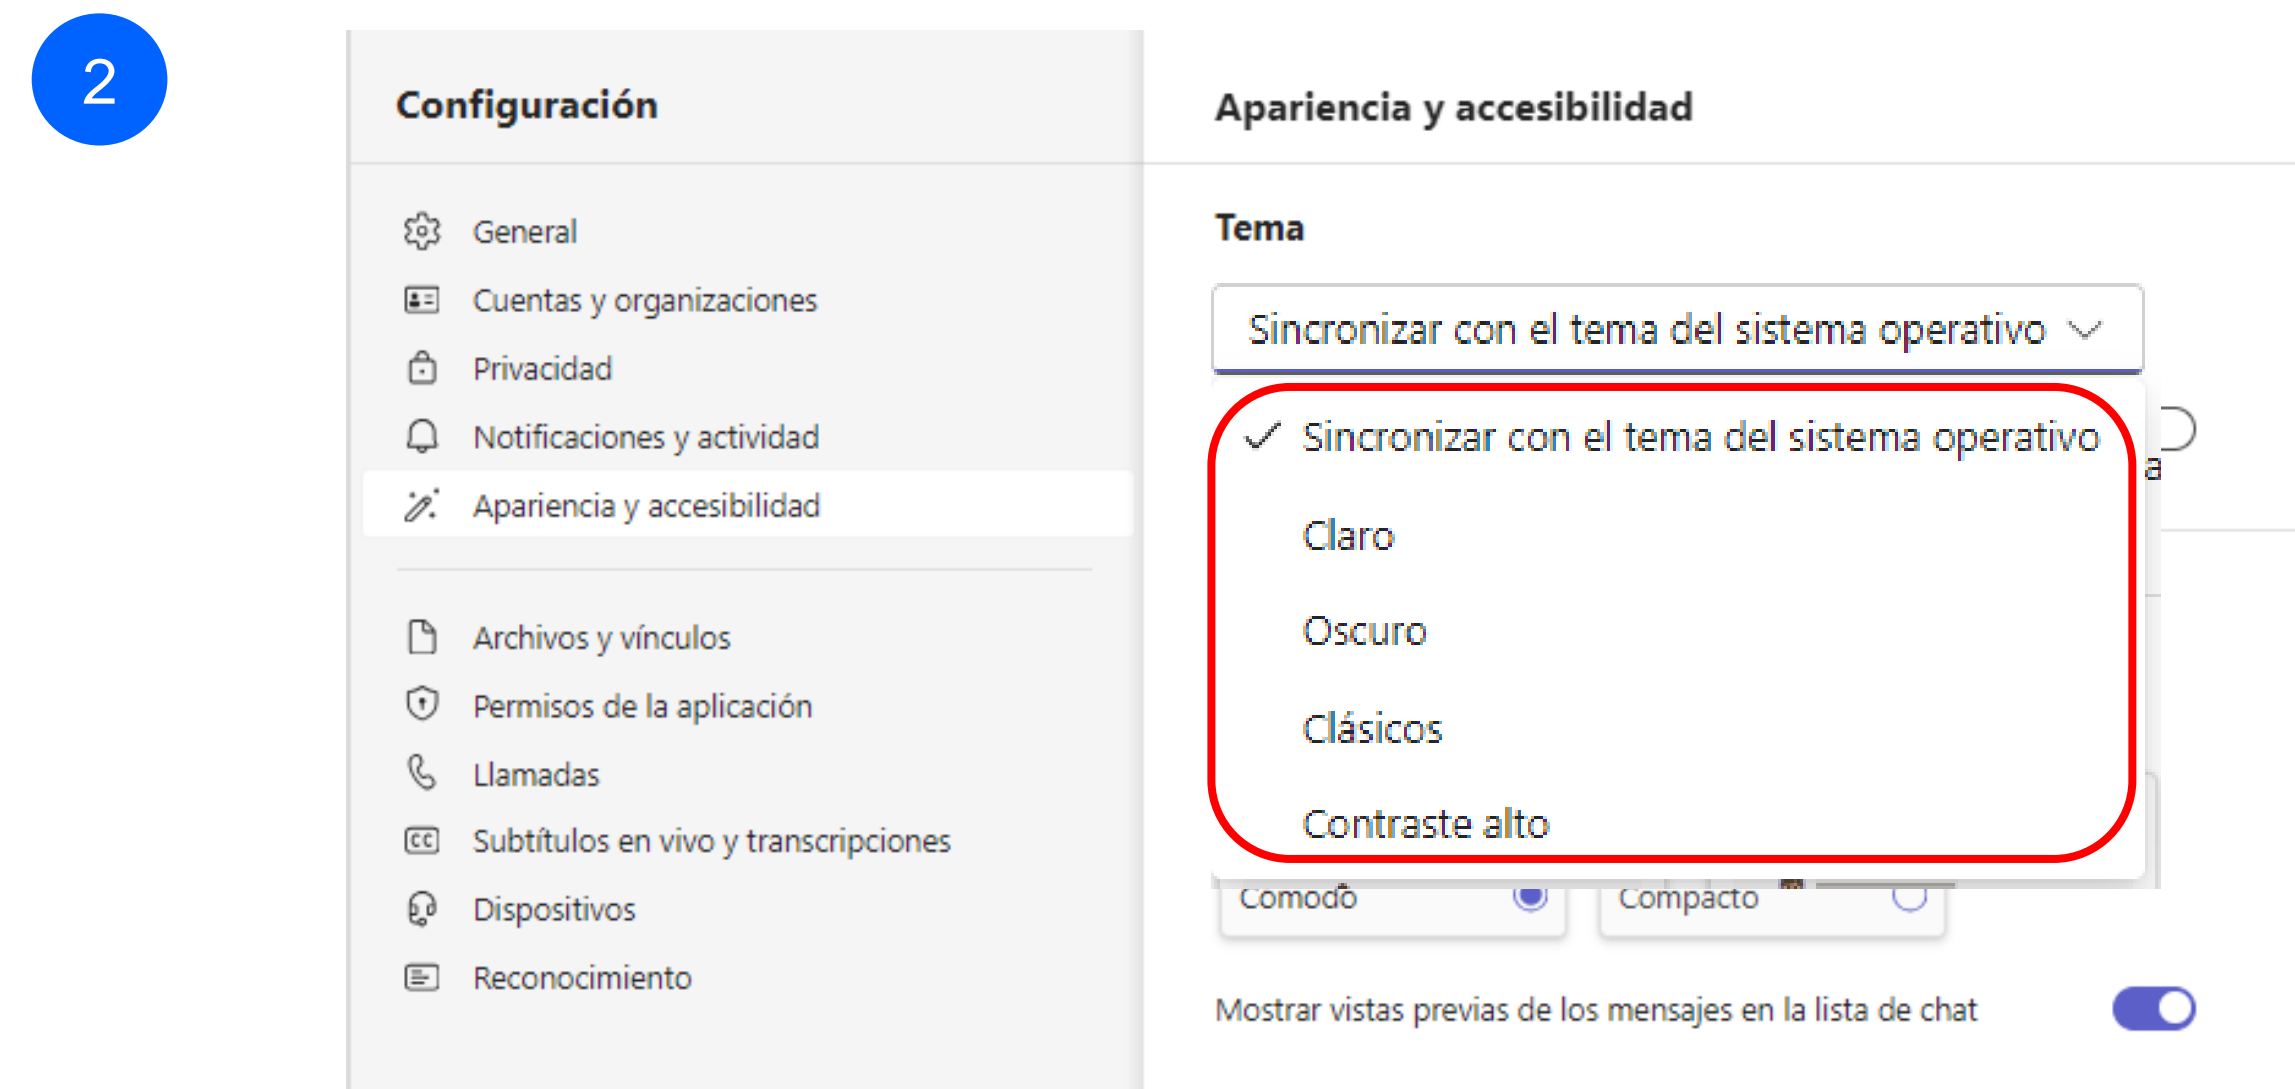 2
Configuración
General
Cuentas y organizaciones
Privacidad
Notificaciones y actividad
Apariencia y accesibilidad
Archivos y vínculos
Permisos de la aplicación
Llamadas
Subtítulos en vivo y transcripciones
Dispositivos
Reconocimiento
Apariencia y accesibilidad
Tema
Sincronizar con el tema del sistema operativo
Sincronizar con el tema del sistema operativo
a
Claro
Oscuro
Clásicos
Contraste alto
Cómodo
Compacto
Mostrar vistas previas de los mensajes en la lista de chat